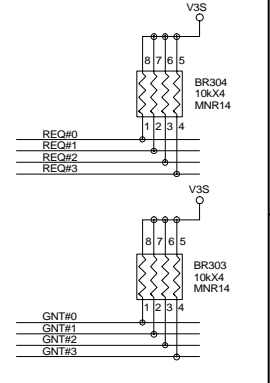 V3S
8 7 6 5
BR304
10kX4
MNR14
1 2 3 4
REQ#0
REQ#1
REQ#2
REQ#3
V3S
8 7 6 5
BR303
10kX4
MNR14
1 2 3 4
GNT#0
GNT#1
GNT#2
GNT#3